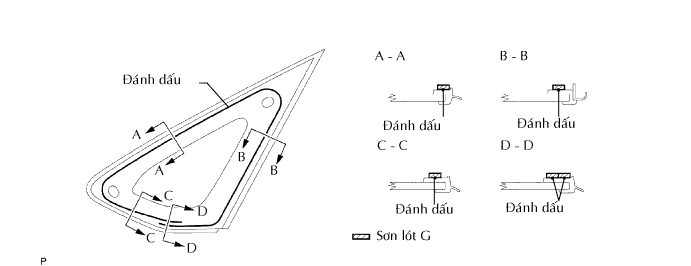 Đánh dấu
A
A
B
B
C
C
D
D
A - A
B - B
Đánh dấu
Đánh dấu
C - C
D - D
Đánh dấu
Đánh dấu
Sơn lót G
P